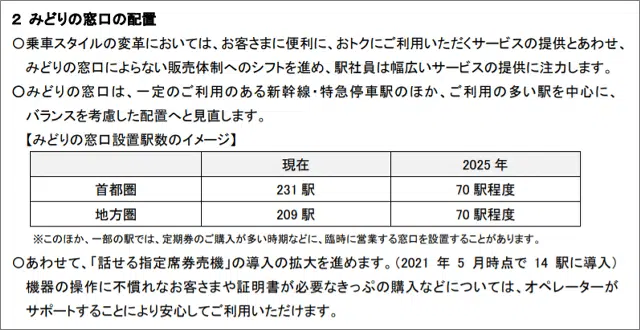 2 みどりの窓口の配置
○乗車スタイルの変革においては、お客さまに便利に、おトクにご利用いただくサービスの提供とあわせ、
みどりの窓口によらない販売体制へのシフトを進め、駅社員は幅広いサービスの提供に注力します。
○みどりの窓口は、一定のご利用のある新幹線・特急停車駅のほか、ご利用の多い駅を中心に、
バランスを考慮した配置へと見直します。
【みどりの窓口設置駅数のイメージ】
現在 2025 年
首都圏 231 駅 70 駅程度
地方圏 209 駅 70 駅程度
※このほか、一部の駅では、定期券のご購入が多い時期などに、臨時に営業する窓口を設置することがあります。
○あわせて、「話せる指定席券売機」の導入の拡大を進めます。(2021 年 5 月時点で 14 駅に導入)
機器の操作に不慣れなお客さまや証明書が必要なきっぷの購入などについては、オペレーターが
サポートすることにより安心してご利用いただけます。